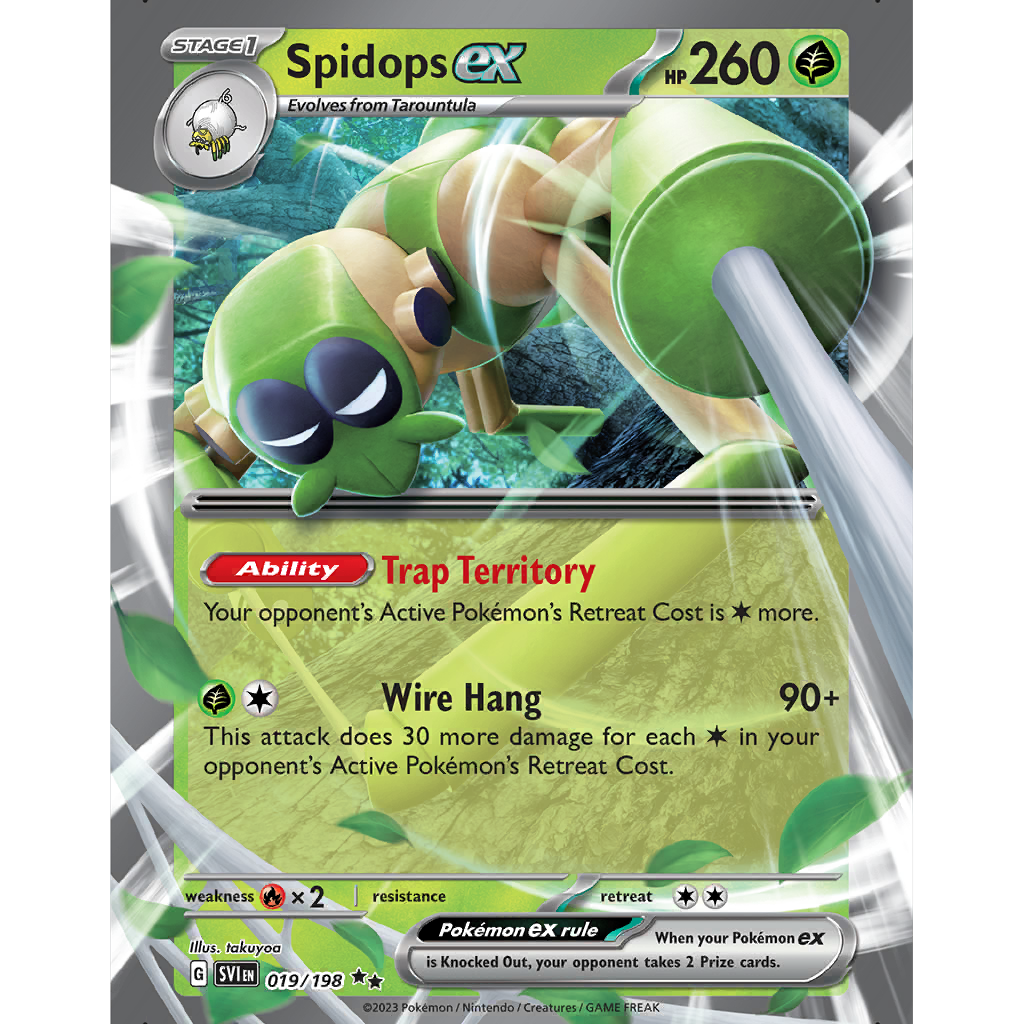 STAGE1
Spidops ex
HP 260
Evolves from Tarountula
Ability Trap Territory
Your opponent's Active Pokémon's Retreat Cost is more.
Wire Hang 90+
This attack does 30 more damage for each in your
opponent's Active Pokémon's Retreat Cost.
weakness ×2 resistance retreat
Pokémon ex rule
When your Pokémon ex
is Knocked Out, your opponent takes 2 Prize cards.
Illus. takuyoa
G SVI EN 019/198
©2023 Pokémon / Nintendo / Creatures / GAME FREAK